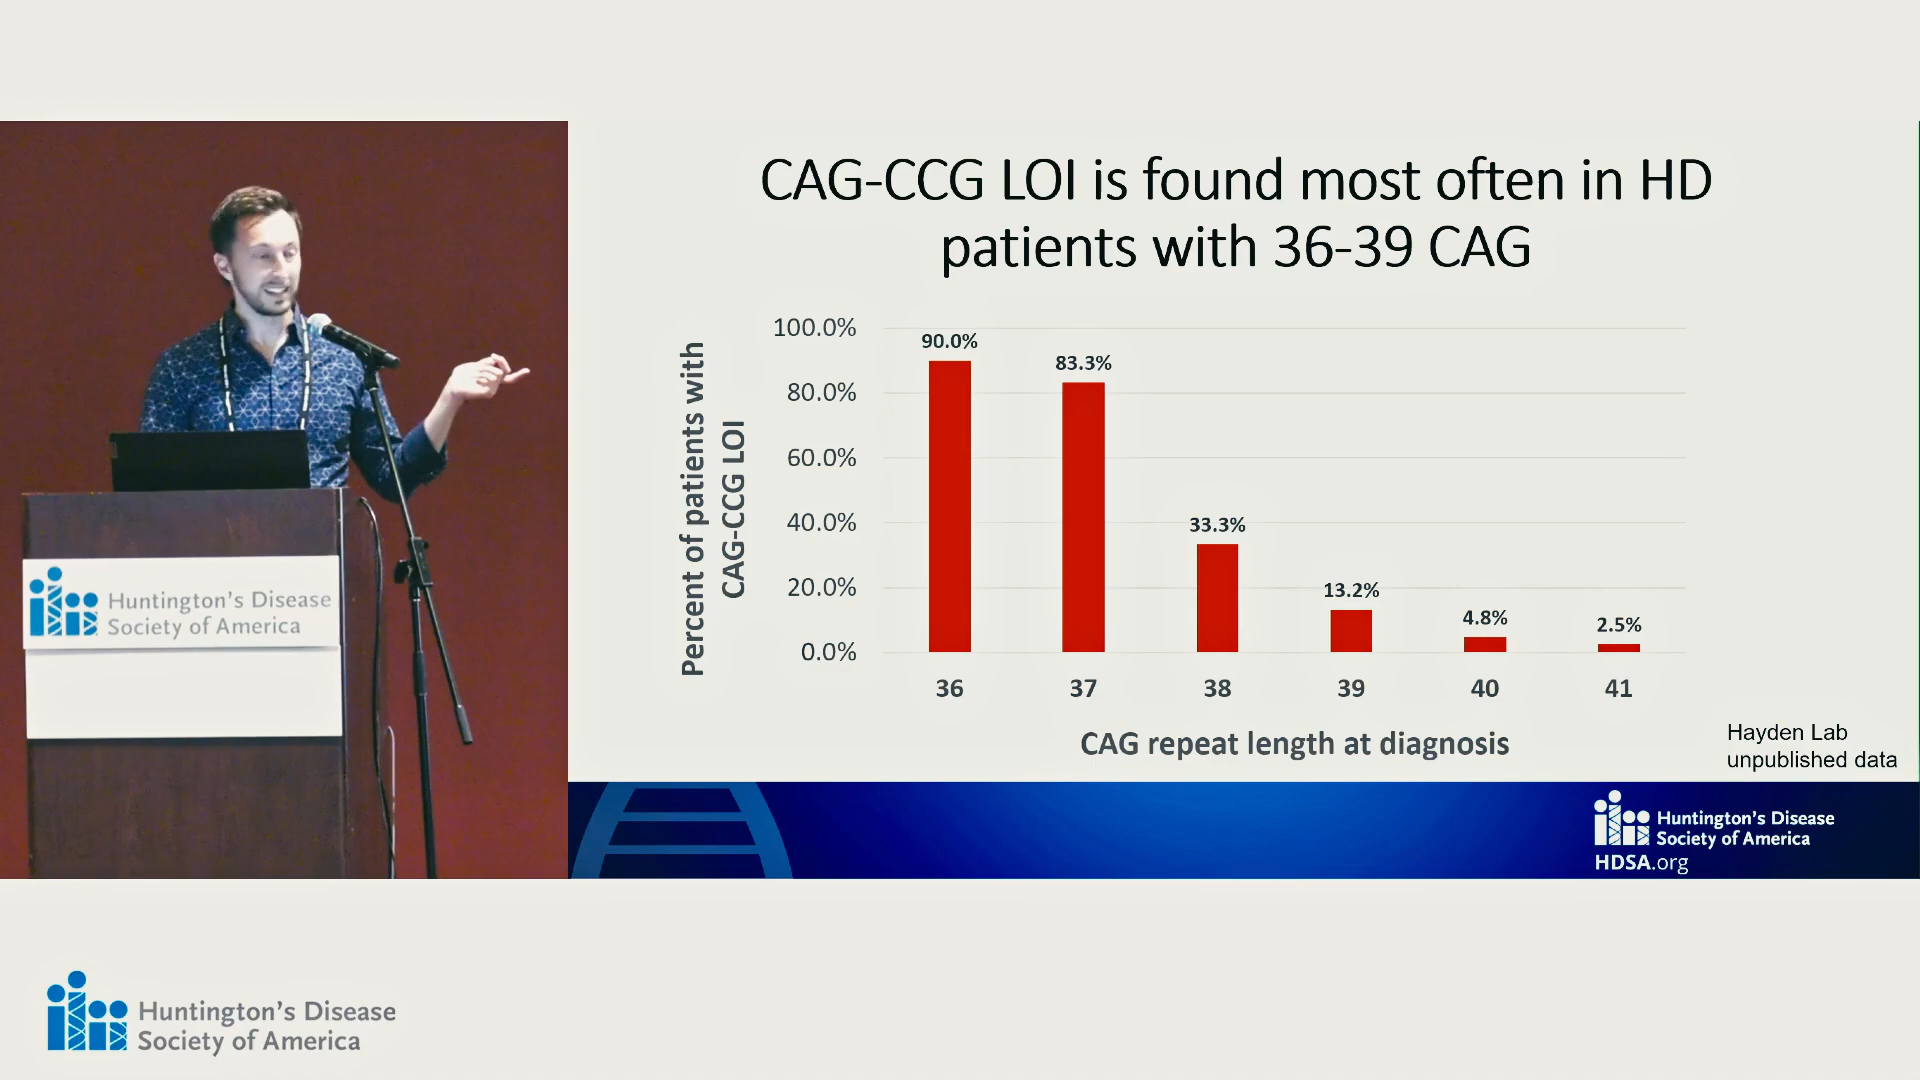 CAG-CCG LOI is found most often in HD
patients with 36-39 CAG
Percent of patients with
CAG-CCG LOI
100.0%
80.0%
60.0%
40.0%
20.0%
0.0%
90.0%
83.3%
33.3%
13.2%
4.8%
2.5%
36
37
38
39
40
41
CAG repeat length at diagnosis
Hayden Lab
unpublished data
Huntington's Disease
Society of America
HDSA.org
Huntington's Disease
Society of America
Huntington's Disease
Society of America